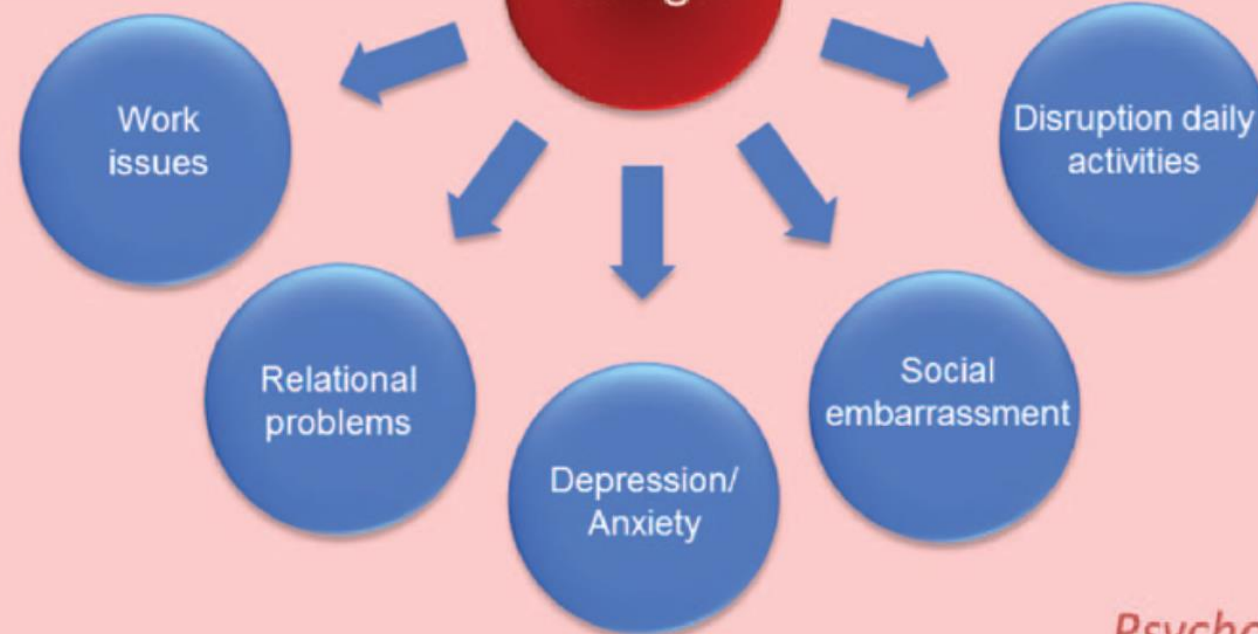 Work
issues
Disruption daily
activities
Relational
problems
Social
embarrassment
Depression/
Anxiety